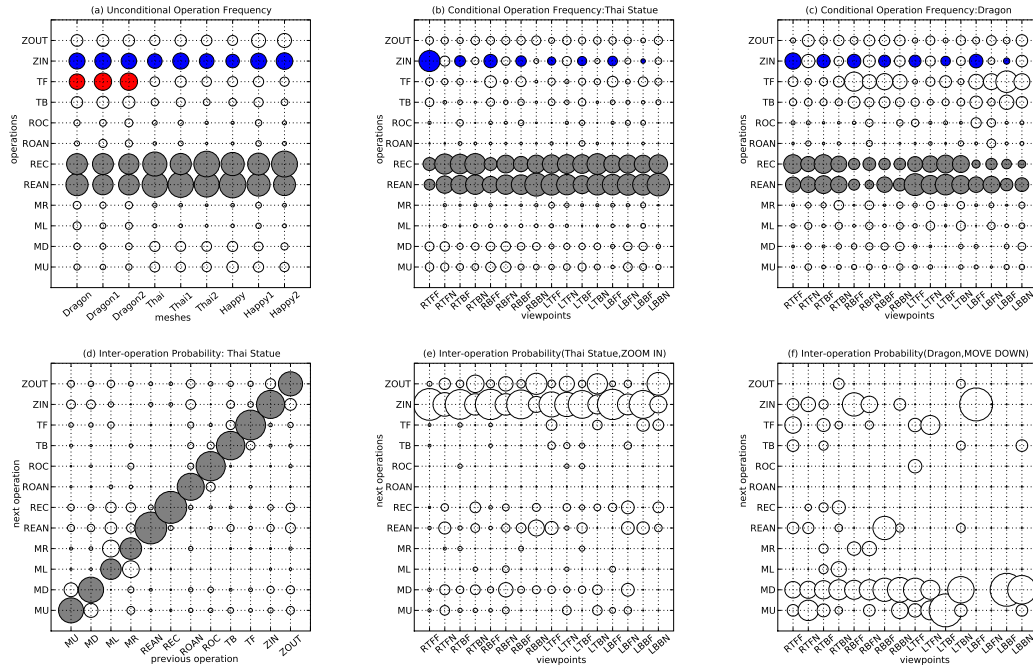 (a) Unconditional Operation Frequency
operations
ZOUT
ZIN
TF
TB
ROC
ROAN
REC
REAN
MR
ML
MD
MU
Dragon
Dragon1
Dragon2
Thai
Thai1
Thai2
Happy
Happy1
Happy2
meshes
(b) Conditional Operation Frequency:Thai Statue
ZOUT
ZIN
TF
TB
ROC
ROAN
REC
REAN
MR
ML
MD
MU
RTFF
RTFN
RTBF
RTBN
RBFF
RBFN
RBBF
RBBN
LTFF
LTFN
LTBF
LTBN
LBFF
LBFN
LBBF
LBBN
viewpoints
(c) Conditional Operation Frequency:Dragon
operations
ZOUT
ZIN
TF
TB
ROC
ROAN
REC
REAN
MR
ML
MD
MU
RTFF
RTFN
RTBF
RTBN
RBFF
RBFN
RBBF
RBBN
LTFF
LTFN
LTBF
LTBN
LBFF
LBFN
LBBF
LBBN
viewpoints
(d) Inter-operation Probability: Thai Statue
next operation
ZOUT
ZIN
TF
TB
ROC
ROAN
REC
REAN
MR
ML
MD
MU
MU
MD
ML
MR
REAN
REC
ROAN
ROC
TB
TF
ZIN
ZOUT
previous operation
(e) Inter-operation Probability(Thai Statue,ZOOM IN)
next operations
ZOUT
ZIN
TF
TB
ROC
ROAN
REC
REAN
MR
ML
MD
MU
RTFF
RTFN
RTBF
RTBN
RBFF
RBFN
RBBF
RBBN
LTFF
LTFN
LTBF
LTBN
LBFF
LBFN
LBBF
LBBN
viewpoints
(f) Inter-operation Probability(Dragon,MOVE DOWN)
next operations
ZOUT
ZIN
TF
TB
ROC
ROAN
REC
REAN
MR
ML
MD
MU
RTFF
RTFN
RTBF
RTBN
RBFF
RBFN
RBBF
RBBN
LTFF
LTFN
LTBF
LTBN
LBFF
LBFN
LBBF
LBBN
viewpoints